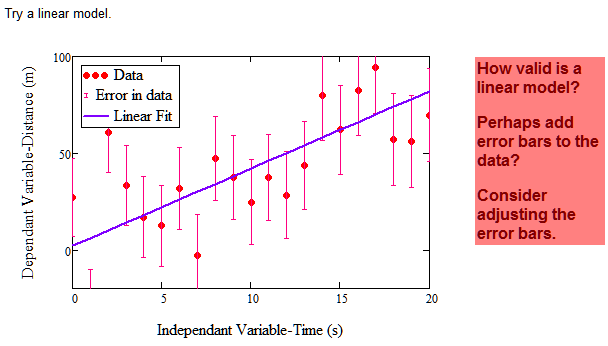 Try a linear model.
100
Data
Error in data
Linear Fit
50
0
Dependant Variable-Distance (m)
0
5
10
15
20
Independant Variable-Time (s)
How valid is a
linear model?
Perhaps add
error bars to the
data?
Consider
adjusting the
error bars.